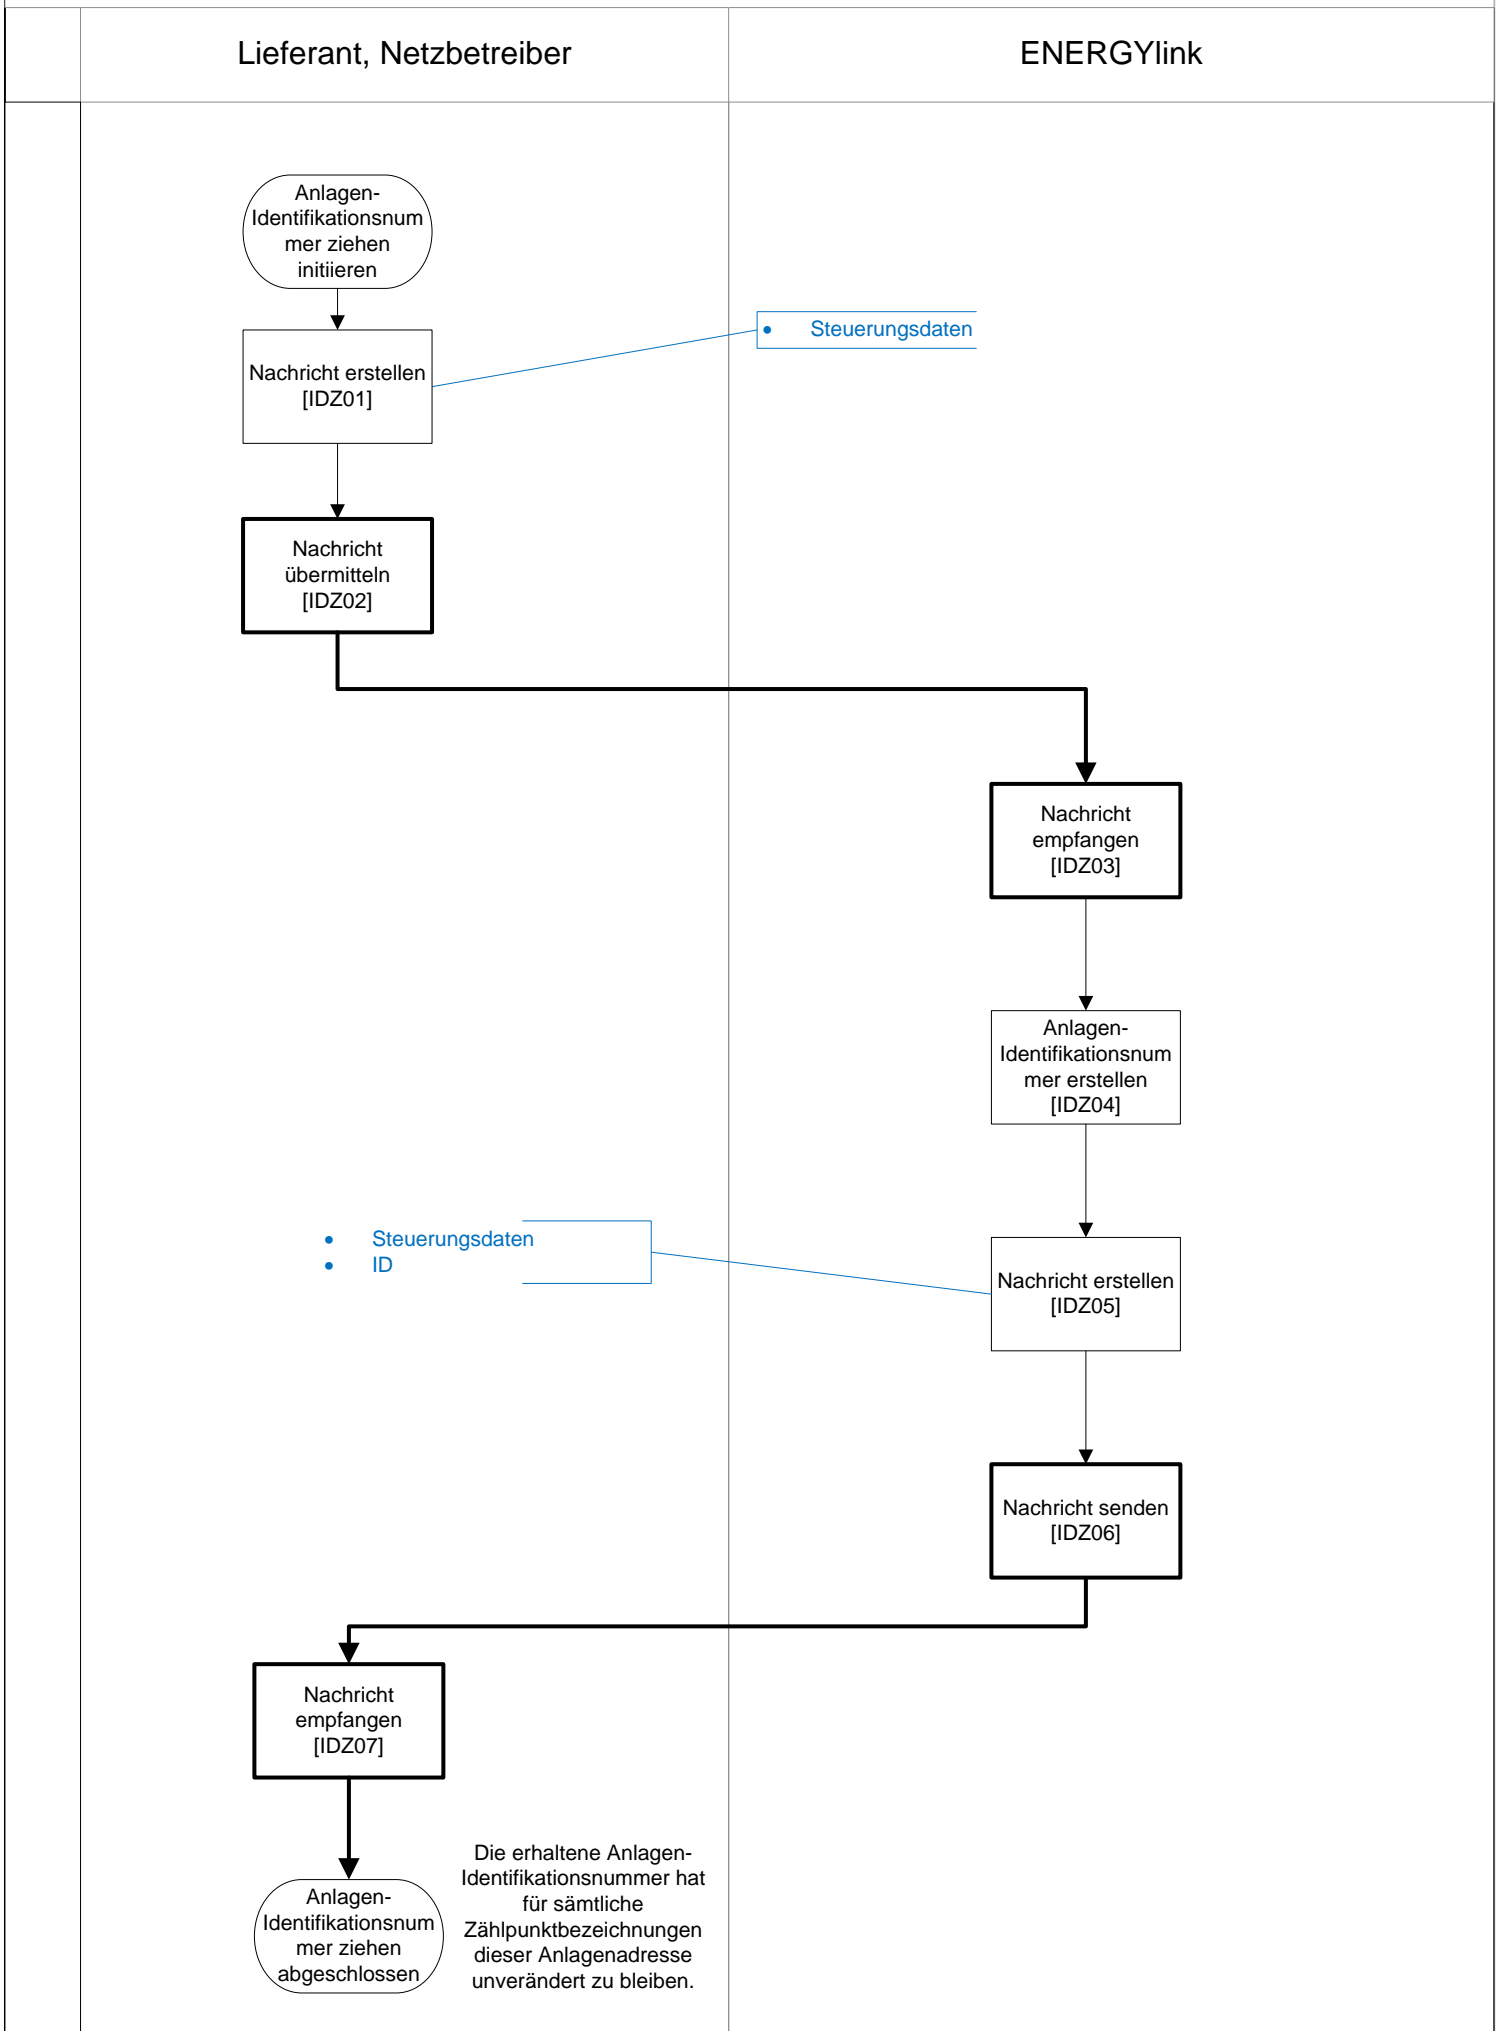 Lieferant, Netzbetreiber
ENERGYlink
Anlagen-
Identifikationsnum
mer ziehen
initiieren
• Steuerungsdaten
Nachricht erstellen
[IDZ01]
Nachricht
übermitteln
[IDZ02]
Nachricht
empfangen
[IDZ03]
Anlagen-
Identifikationsnum
mer erstellen
[IDZ04]
• Steuerungsdaten
• ID
Nachricht erstellen
[IDZ05]
Nachricht senden
[IDZ06]
Nachricht
empfangen
[IDZ07]
Die erhaltene Anlagen-
Identifikationsnummer hat
für sämtliche
Zählpunktbezeichnungen
dieser Anlagenadresse
unverändert zu bleiben.
Anlagen-
Identifikationsnum
mer ziehen
abgeschlossen